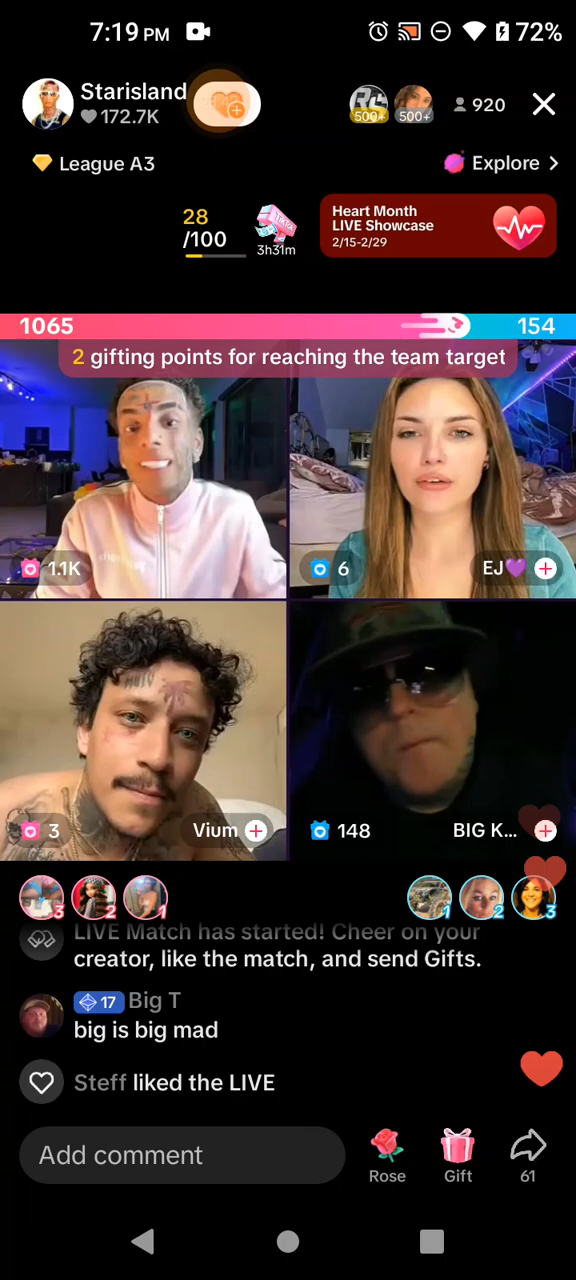 7:19 PM
72%
Starisland
172.7K
500+
500+
920
League A3
Explore >
28
/100
3h31m
Heart Month
LIVE Showcase
2/15-2/29
1065
154
2 gifting points for reaching the team target
1.1K
6
EJ💜
3
Vium
148
BIG K...
3
2
1
1
2
3
LIVE Match has started! Cheer on your
creator, like the match, and send Gifts.
17 Big T
big is big mad
Steff liked the LIVE
Add comment
Rose
Gift
61